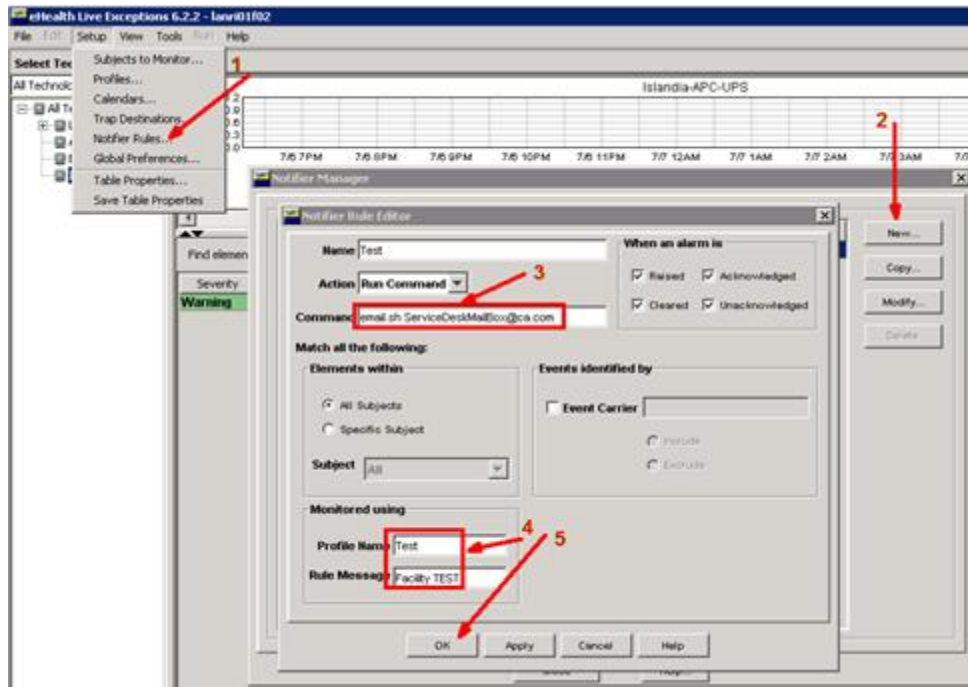 eHealth Live Exceptions 6.2.2 - lanri01f02
File Edit Setup View Tools Run Help
Select Tec
All Technolo
All Te
Subjects to Monitor...
Profiles...
Calendars...
Trap Destinations...
Notifier Rules...
Global Preferences...
Table Properties...
Save Table Properties
1
Islandia-APC-UPS
7/6 7PM 7/6 8PM 7/6 9PM 7/6 10PM 7/6 11PM 7/7 12AM 7/7 1AM 7/7 2AM 7/7 3AM
2
Notifier Manager
New...
Copy...
Modify...
Delete
Find elemen
Severity
Warning
Notifier Rule Editor
Name Test
Action Run Command
3
Command email.sh ServiceDeskMailBox@ca.com
When an alarm is
Raised Acknowledged
Cleared Unacknowledged
Match all the following:
Elements within
All Subjects
Specific Subject
Subject All
Events identified by
Event Carrier
Include
Exclude
Monitored using
Profile Name Test
Rule Message Facility TEST
4
5
OK Apply Cancel Help